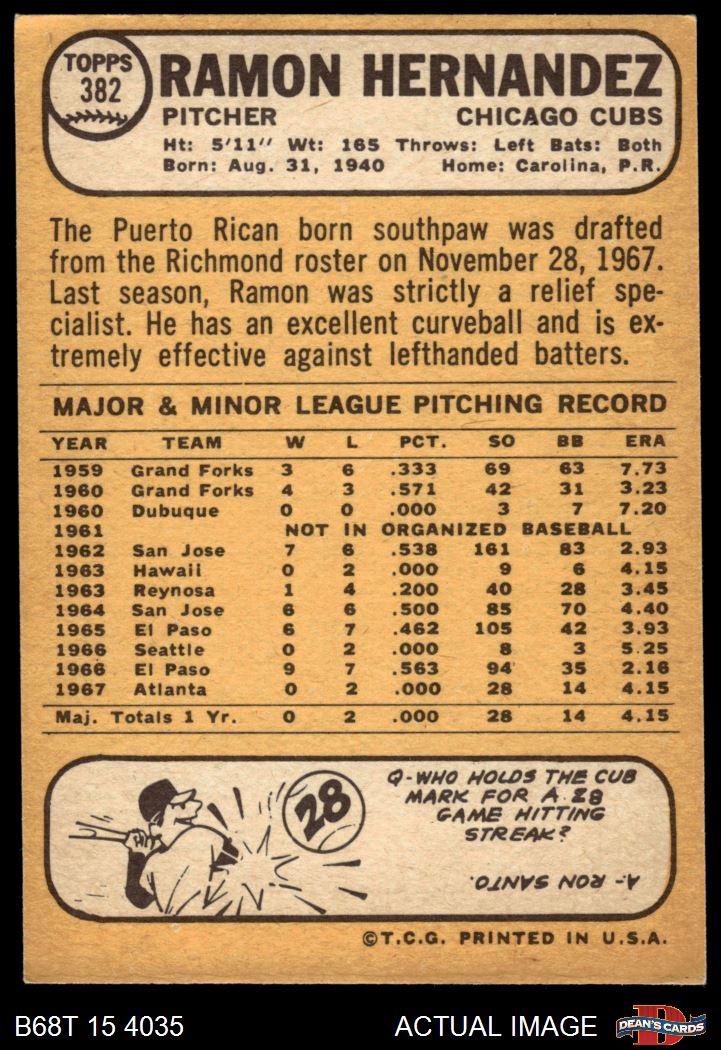 TOPPS
382
RAMON HERNANDEZ
PITCHER CHICAGO CUBS
Ht: 5'11" Wt: 165 Throws: Left Bats: Both
Born: Aug. 31, 1940 Home: Carolina, P.R.
The Puerto Rican born southpaw was drafted
from the Richmond roster on November 28, 1967.
Last season, Ramon was strictly a relief spe-
cialist. He has an excellent curveball and is ex-
tremely effective against lefthanded batters.
MAJOR & MINOR LEAGUE PITCHING RECORD
YEAR TEAM W L PCT. SO BB ERA
1959 Grand Forks 3 6 .333 69 63 7.73
1960 Grand Forks 4 3 .571 42 31 3.23
1960 Dubuque 0 0 .000 3 7 7.20
1961 NOT IN ORGANIZED BASEBALL
1962 San Jose 7 6 .538 161 83 2.93
1963 Hawaii 0 2 .000 9 6 4.15
1963 Reynosa 1 4 .200 40 28 3.45
1964 San Jose 6 6 .500 85 70 4.40
1965 El Paso 6 7 .462 105 42 3.93
1966 Seattle 0 2 .000 8 3 5.25
1966 El Paso 9 7 .563 94 35 2.16
1967 Atlanta 0 2 .000 28 14 4.15
Maj. Totals 1 Yr. 0 2 .000 28 14 4.15
28
Q-WHO HOLDS THE CUB
MARK FOR A 28
GAME HITTING
STREAK?
A- RON SANTO.
©T.C.G. PRINTED IN U.S.A.
B68T 15 4035 ACTUAL IMAGE
D
DEAN'S CARDS